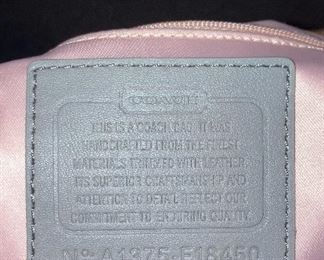 COACH
THIS IS A COACH BAG. IT WAS
HANDCRAFTED FROM THE FINEST
MATERIALS TRIMMED WITH LEATHER.
ITS SUPERIOR CRAFTSMANSHIP AND
ATTENTION TO DETAIL REFLECT OUR
COMMITMENT TO ENDURING QUALITY.
Nº A1375-F18450